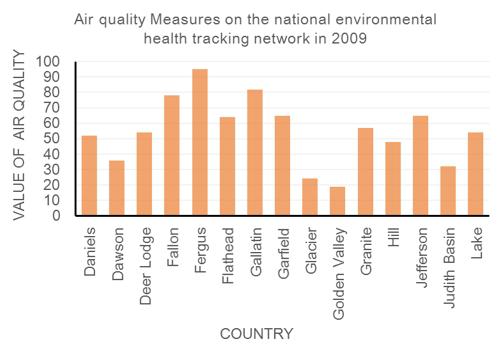 Air quality Measures on the national environmental
health tracking network in 2009
VALUE OF AIR QUALITY
100
90
80
70
60
50
40
30
20
10
0
Daniels
Dawson
Deer Lodge
Fallon
Fergus
Flathead
Gallatin
Garfield
Glacier
Golden Valley
Granite
Hill
Jefferson
Judith Basin
Lake
COUNTRY